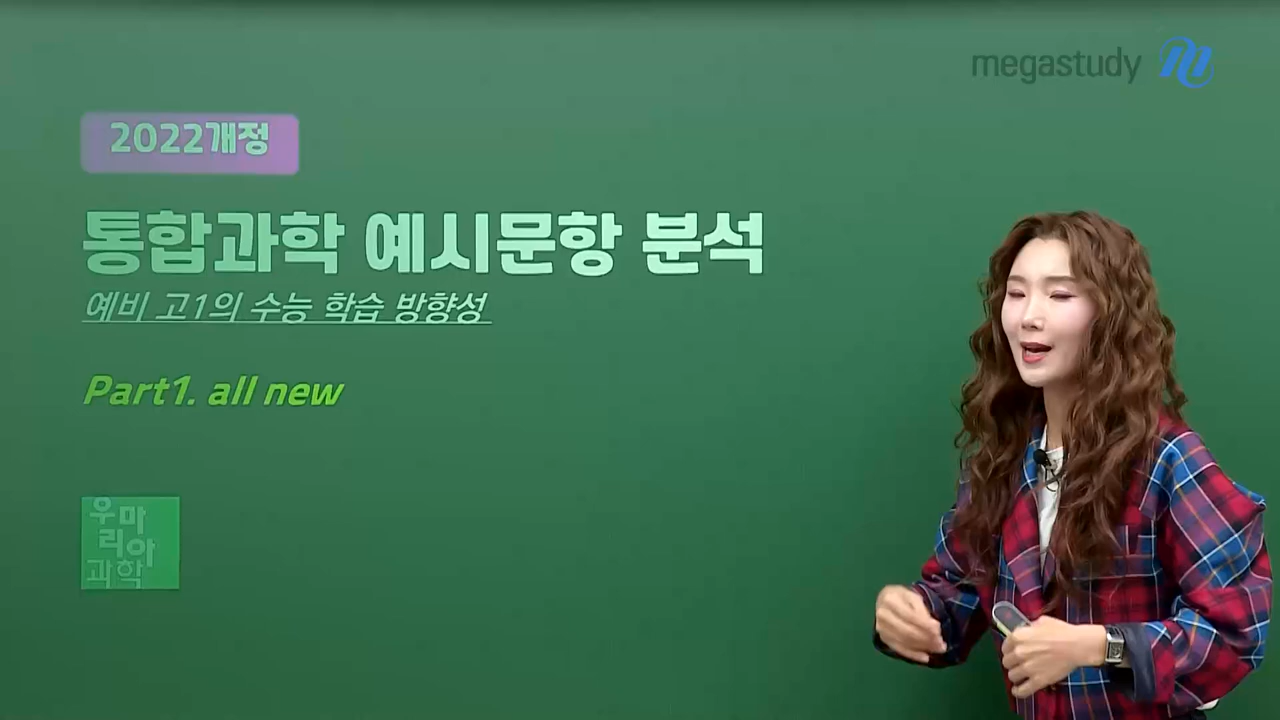 megastudy
2022개정
통합과학 예시문항 분석
예비 고1의 수능 학습 방향성
Part1. all new
우마
리아
과학